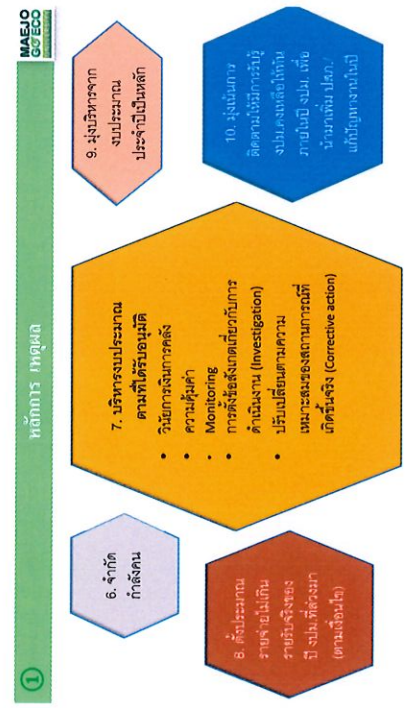 ①
หลักการ เหตุผล
MAEJO
GO ECO
6. จำกัด
กำลังคน
7. บริหารงบประมาณ
ตามที่ได้รับอนุมัติ
• วินัยการเงินการคลัง
• ความคุ้มค่า
• Monitoring
• การตั้งข้อสังเกตเกี่ยวกับการ
ดำเนินงาน (Investigation)
• ปรับเปลี่ยนตามความ
เหมาะสมของสถานการณ์ที่
เกิดขึ้นจริง (Corrective action)
8. ตั้งประมาณ
รายจ่ายไม่เกิน
รายรับจริงของ
ปี งปม.ที่ล่วงมา
(ตามเงื่อนไข)
9. มุ่งบริหารจาก
งบประมาณ
ประจำปีเป็นหลัก
10. มุ่งเน้นการ
ติดตามให้มีการรับรู้
งปม.คงเหลือให้ทัน
ภายในปี งปม. เพื่อ
นำมาเพิ่ม ปสภ./
แก้ปัญหางานในปี